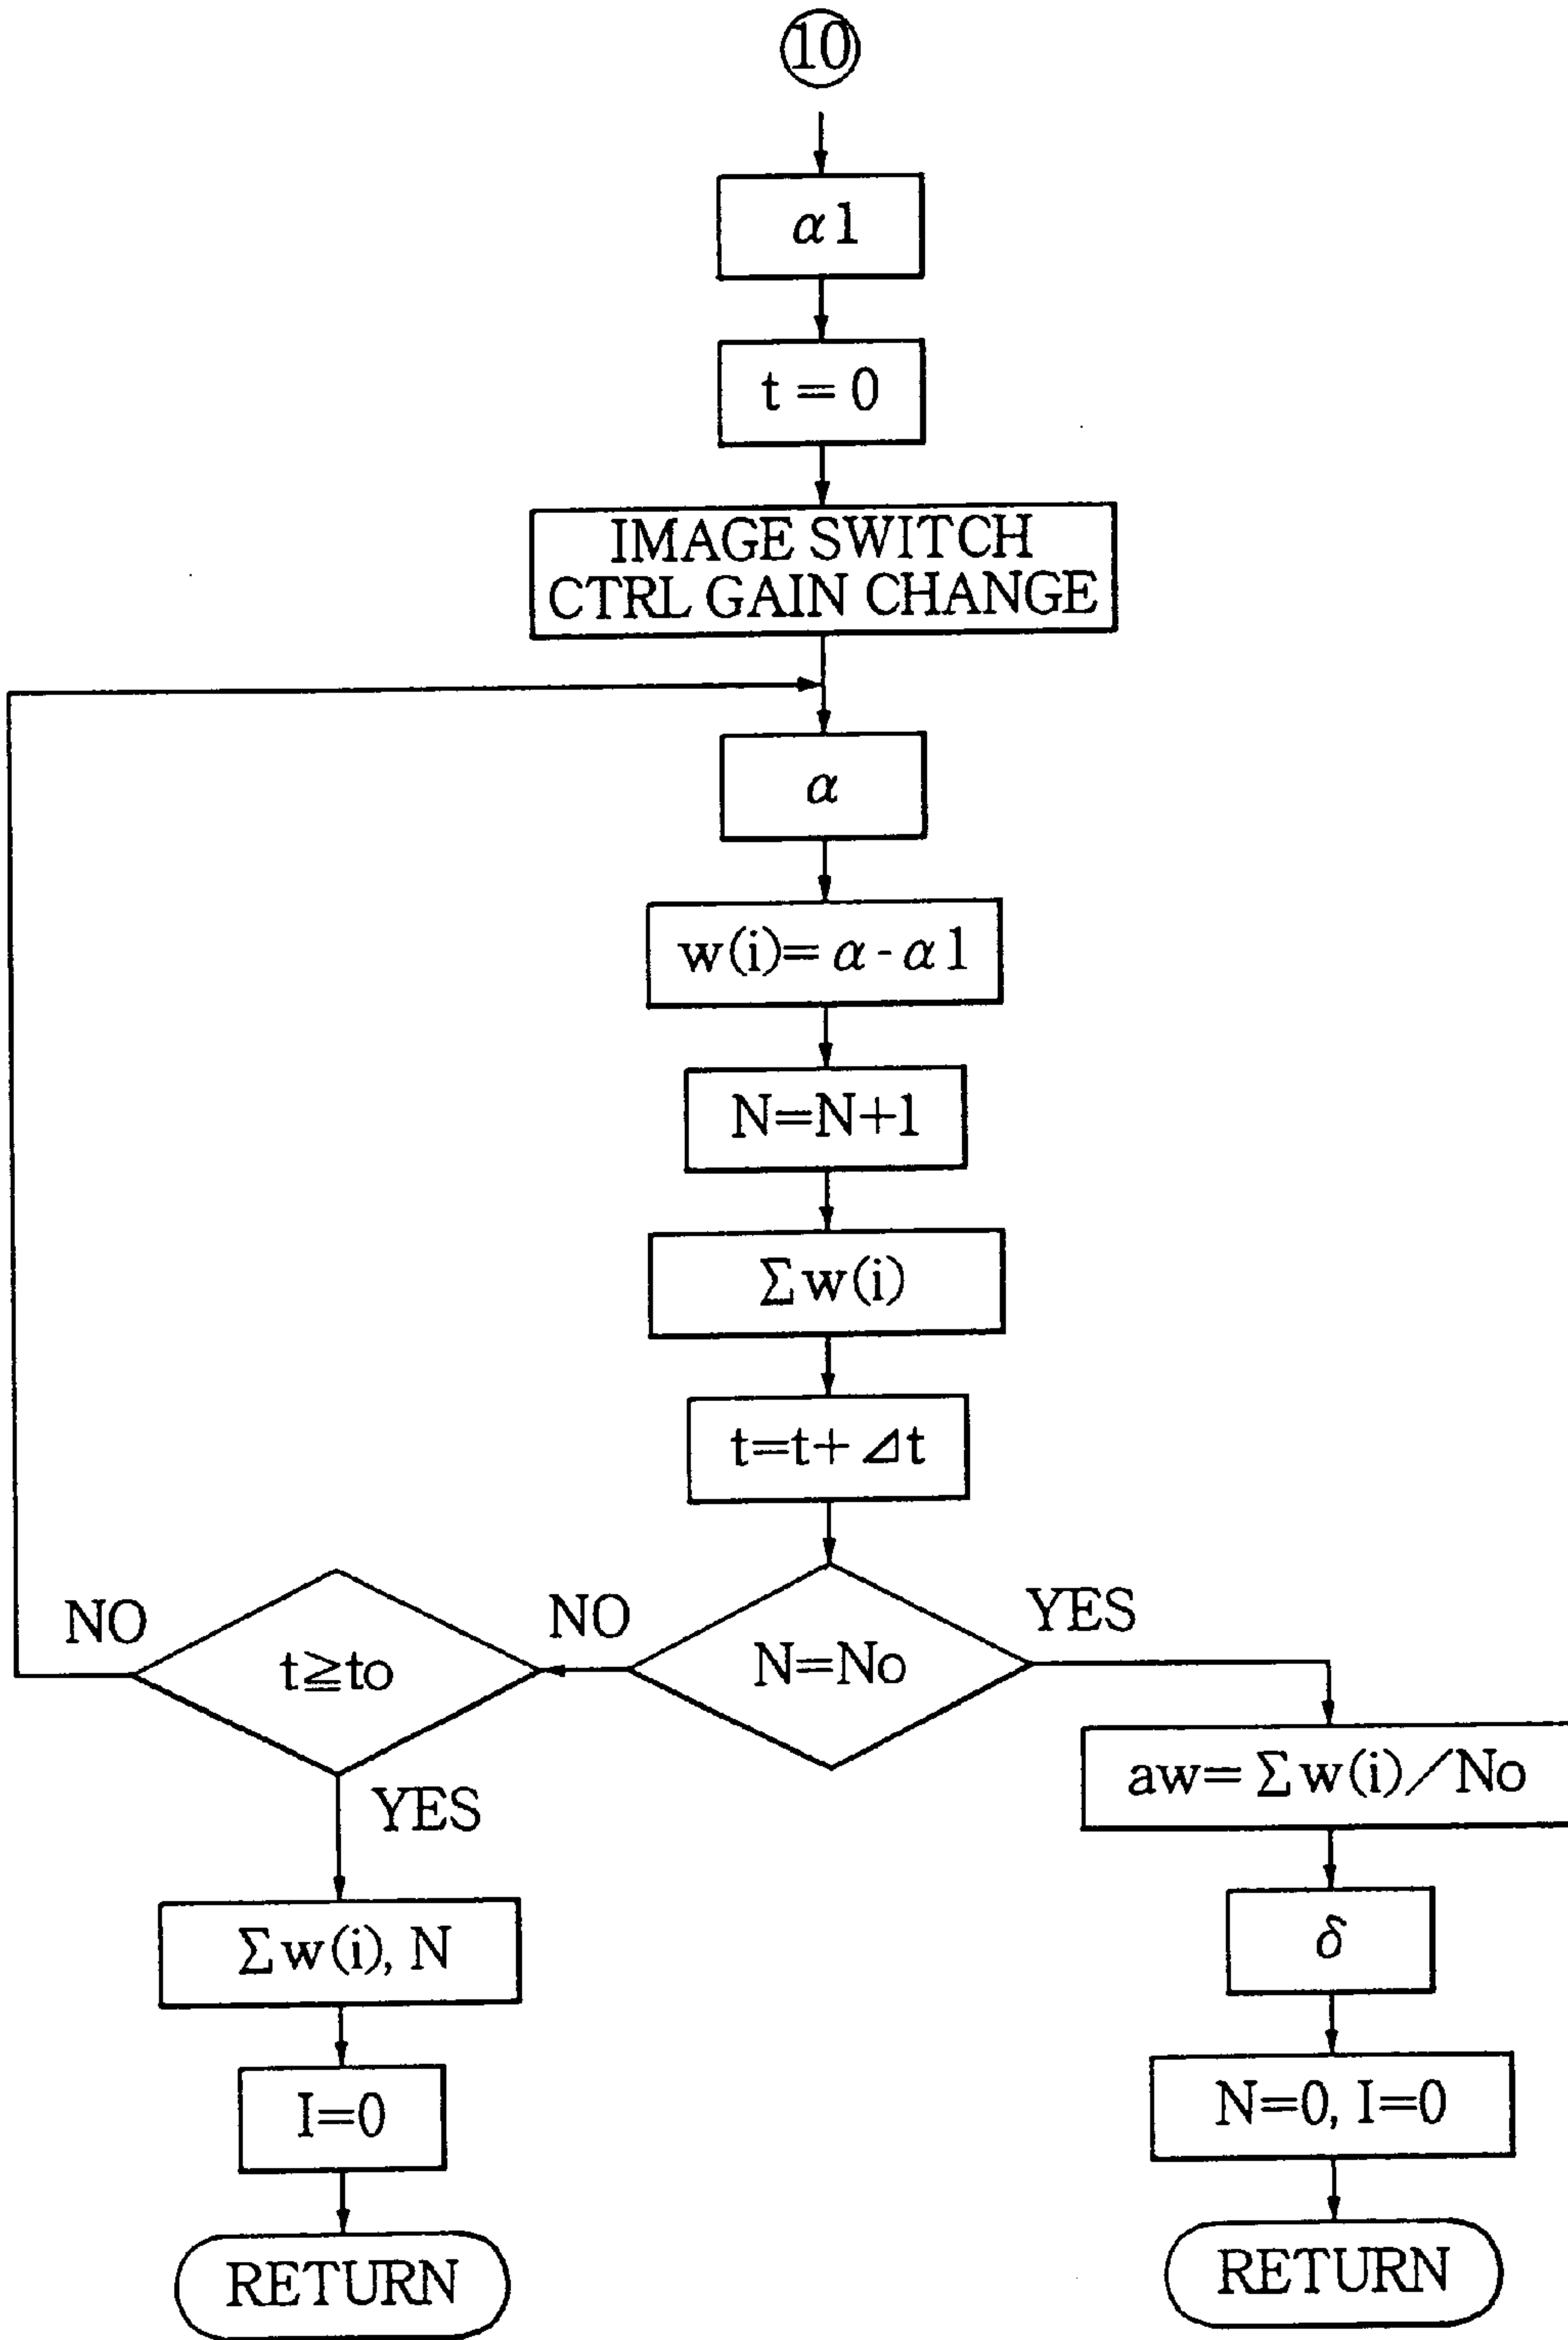 10
α1
t=0
IMAGE SWITCH
CTRL GAIN CHANGE
α
w(i)=α-α1
N=N+1
Σw(i)
t=t+Δt
NO
t≧to
NO
N=No
YES
YES
aw=Σw(i)/No
Σw(i), N
δ
I=0
N=0, I=0
RETURN
RETURN